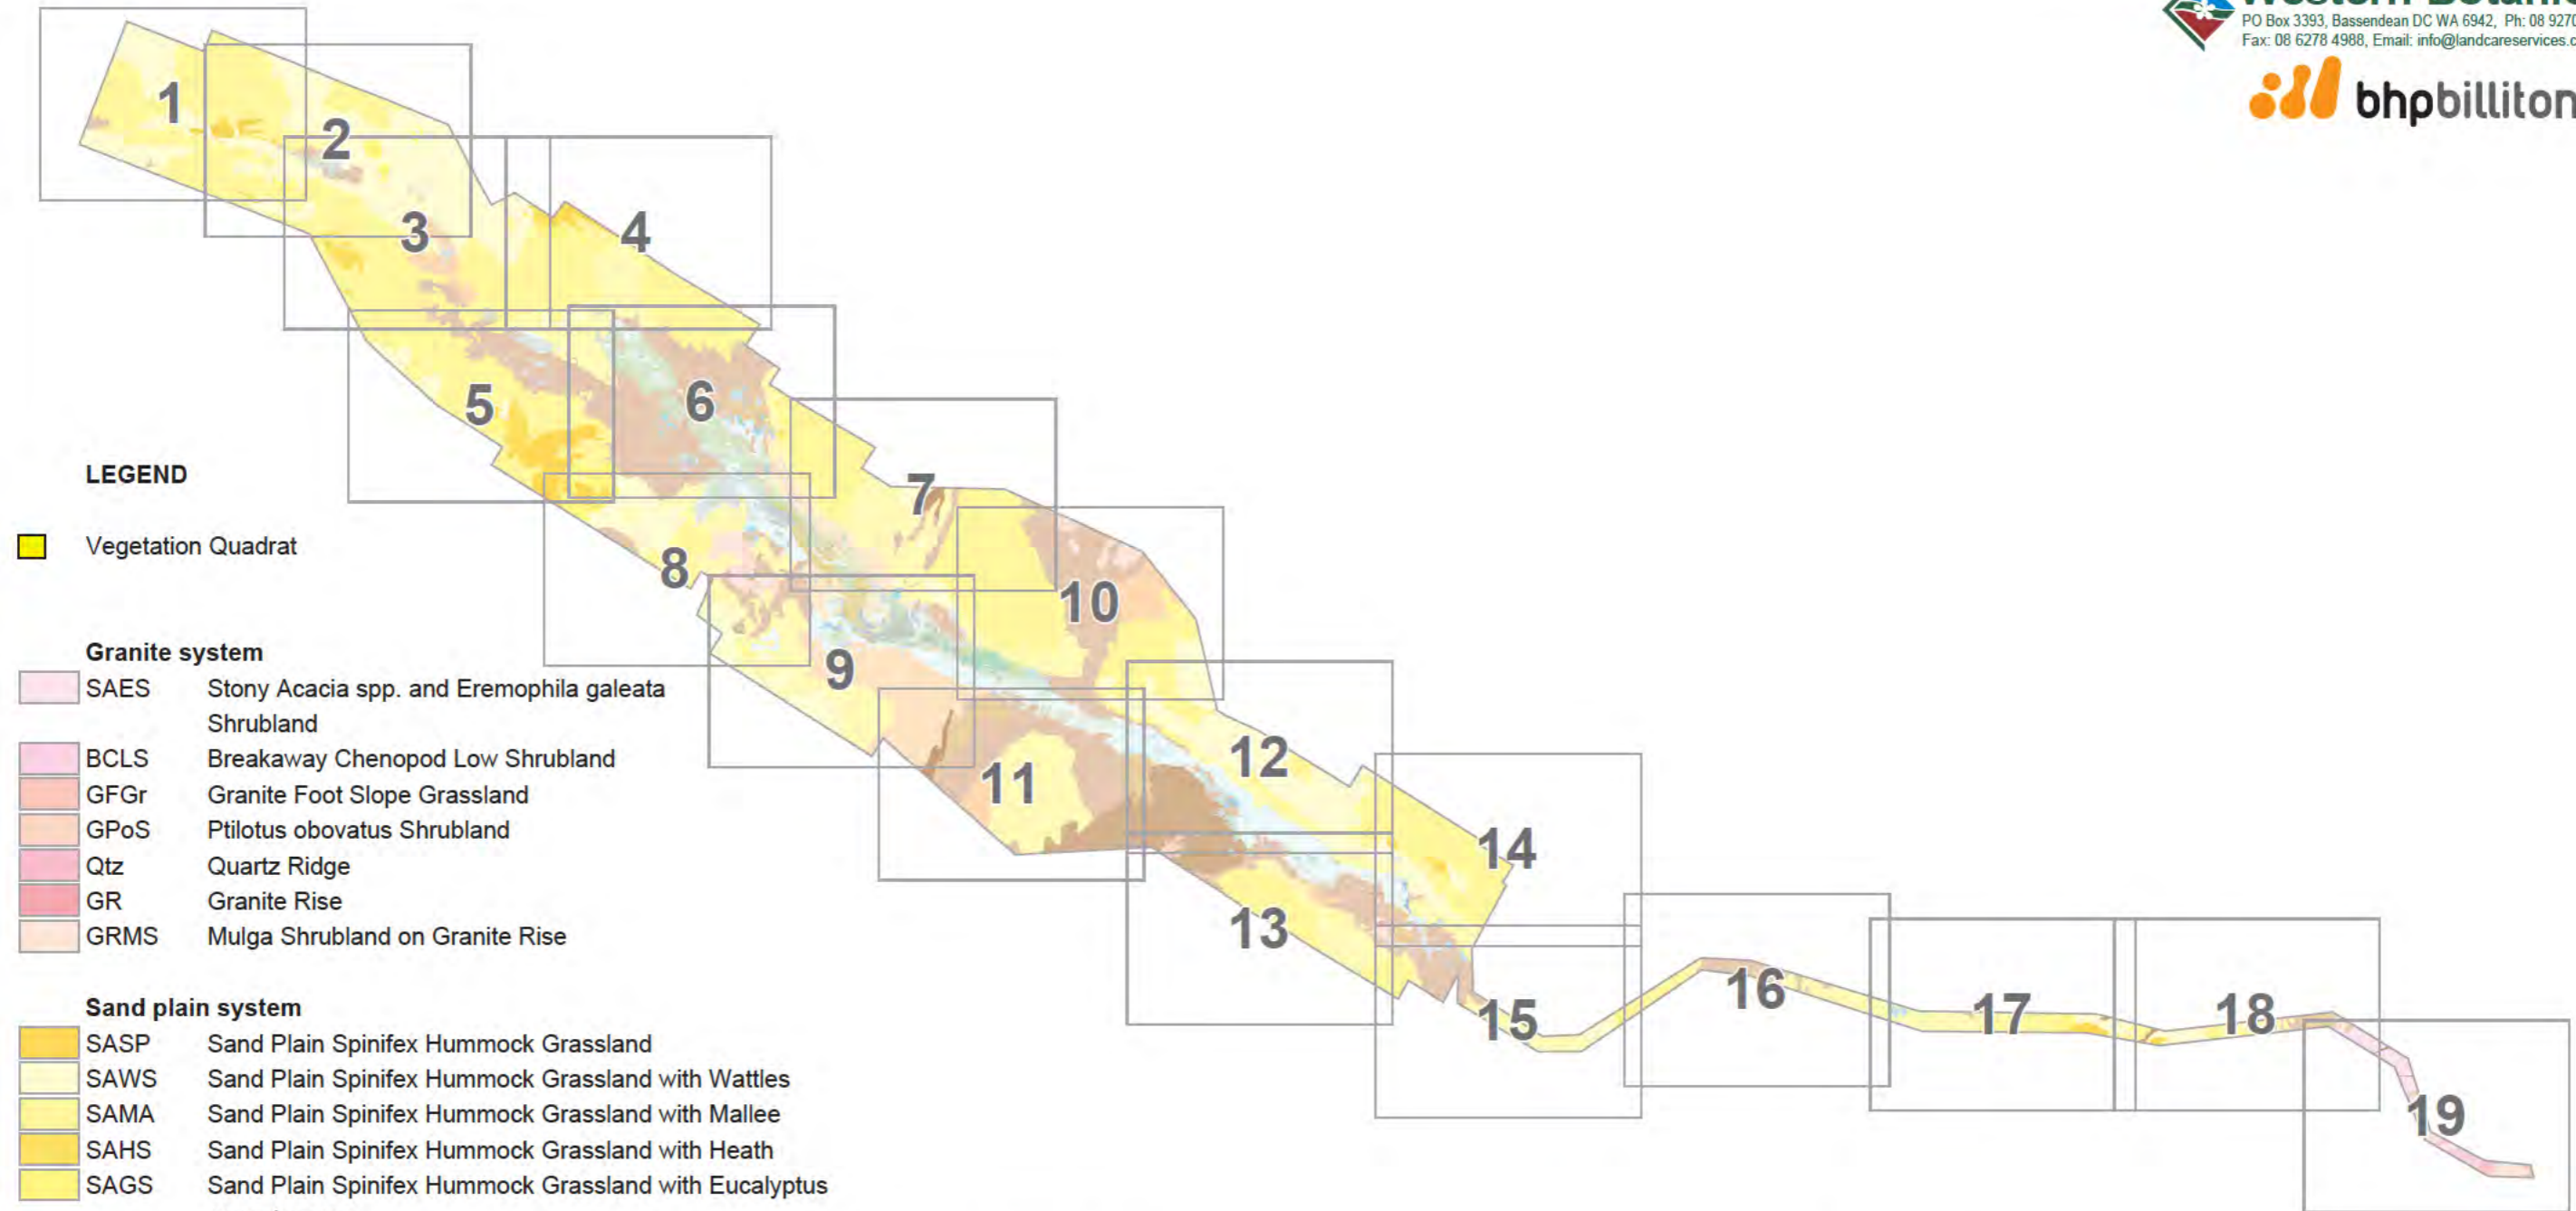 PO Box 3393, Bassendean DC WA 6942, Ph: 08 9270
Fax: 08 6278 4988, Email: info@landcareservices.c
bhpbilliton
1
2
3
4
5
6
7
8
9
10
11
12
13
14
15
16
17
18
19
LEGEND
Vegetation Quadrat
Granite system
SAES Stony Acacia spp. and Eremophila galeata
Shrubland
BCLS Breakaway Chenopod Low Shrubland
GFGr Granite Foot Slope Grassland
GPoS Ptilotus obovatus Shrubland
Qtz Quartz Ridge
GR Granite Rise
GRMS Mulga Shrubland on Granite Rise
Sand plain system
SASP Sand Plain Spinifex Hummock Grassland
SAWS Sand Plain Spinifex Hummock Grassland with Wattles
SAMA Sand Plain Spinifex Hummock Grassland with Mallee
SAHS Sand Plain Spinifex Hummock Grassland with Heath
SAGS Sand Plain Spinifex Hummock Grassland with Eucalyptus